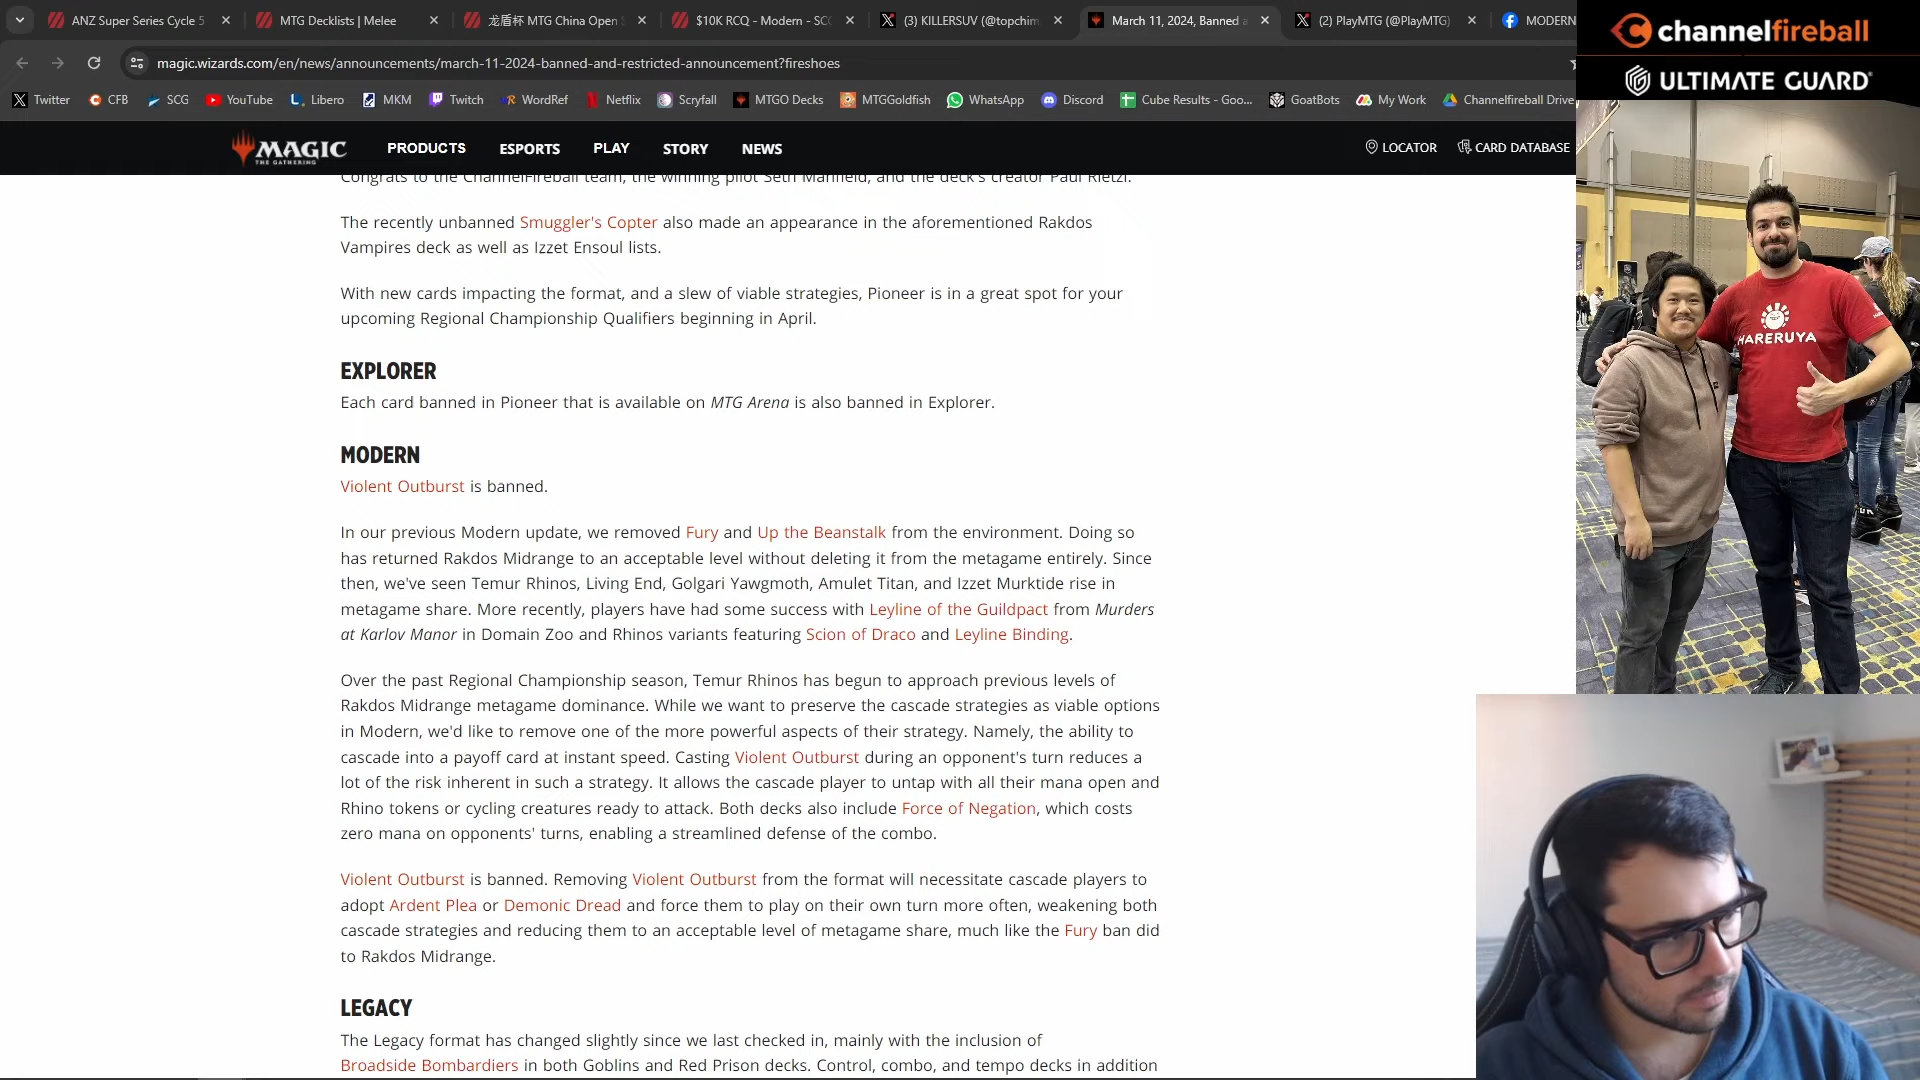 ANZ Super Series Cycle 5
MTG Decklists | Melee
龙盾杯 MTG China Open
$10K RCQ - Modern - SCG
(3) KILLERSUV (@topchim
March 11, 2024, Banned a
(2) PlayMTG (@PlayMTG)
MODERN
magic.wizards.com/en/news/announcements/march-11-2024-banned-and-restricted-announcement?fireshoes
Twitter CFB SCG YouTube Libero MKM Twitch WordRef Netflix Scryfall MTGO Decks MTGGoldfish WhatsApp Discord Cube Results - Goo... GoatBots My Work Channelfireball Drive
channelfireball
ULTIMATE GUARD
MAGIC
THE GATHERING
PRODUCTS ESPORTS PLAY STORY NEWS LOCATOR CARD DATABASE
Congrats to the ChannelFireball team, the winning pilot Seth Manfield, and the deck's creator Paul Rietzl.
The recently unbanned Smuggler's Copter also made an appearance in the aforementioned Rakdos
Vampires deck as well as Izzet Ensoul lists.
With new cards impacting the format, and a slew of viable strategies, Pioneer is in a great spot for your
upcoming Regional Championship Qualifiers beginning in April.
EXPLORER
Each card banned in Pioneer that is available on MTG Arena is also banned in Explorer.
MODERN
Violent Outburst is banned.
In our previous Modern update, we removed Fury and Up the Beanstalk from the environment. Doing so
has returned Rakdos Midrange to an acceptable level without deleting it from the metagame entirely. Since
then, we've seen Temur Rhinos, Living End, Golgari Yawgmoth, Amulet Titan, and Izzet Murktide rise in
metagame share. More recently, players have had some success with Leyline of the Guildpact from Murders
at Karlov Manor in Domain Zoo and Rhinos variants featuring Scion of Draco and Leyline Binding.
Over the past Regional Championship season, Temur Rhinos has begun to approach previous levels of
Rakdos Midrange metagame dominance. While we want to preserve the cascade strategies as viable options
in Modern, we'd like to remove one of the more powerful aspects of their strategy. Namely, the ability to
cascade into a payoff card at instant speed. Casting Violent Outburst during an opponent's turn reduces a
lot of the risk inherent in such a strategy. It allows the cascade player to untap with all their mana open and
Rhino tokens or cycling creatures ready to attack. Both decks also include Force of Negation, which costs
zero mana on opponents' turns, enabling a streamlined defense of the combo.
Violent Outburst is banned. Removing Violent Outburst from the format will necessitate cascade players to
adopt Ardent Plea or Demonic Dread and force them to play on their own turn more often, weakening both
cascade strategies and reducing them to an acceptable level of metagame share, much like the Fury ban did
to Rakdos Midrange.
LEGACY
The Legacy format has changed slightly since we last checked in, mainly with the inclusion of
Broadside Bombardiers in both Goblins and Red Prison decks. Control, combo, and tempo decks in addition
HARERUYA